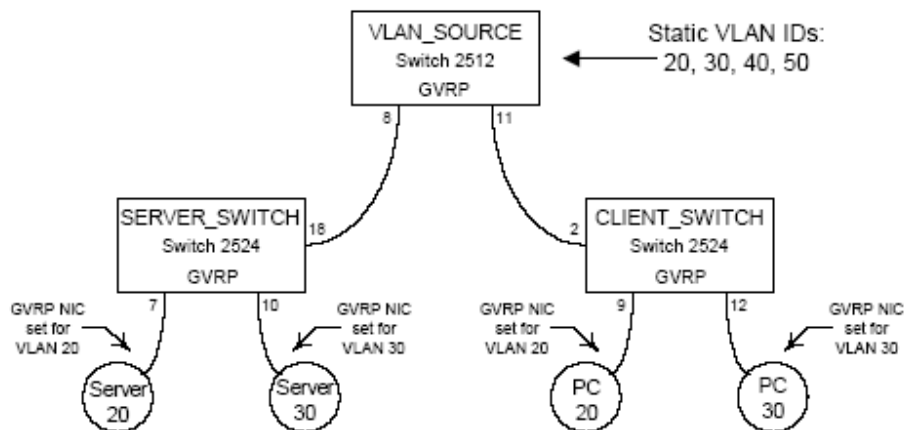 VLAN_SOURCE
Switch 2512
GVRP
Static VLAN IDs:
20, 30, 40, 50
8
11
SERVER_SWITCH
Switch 2524
GVRP
18
2
CLIENT_SWITCH
Switch 2524
GVRP
7
10
9
12
GVRP NIC
set for
VLAN 20
GVRP NIC
set for
VLAN 30
GVRP NIC
set for
VLAN 20
GVRP NIC
set for
VLAN 30
Server
20
Server
30
PC
20
PC
30